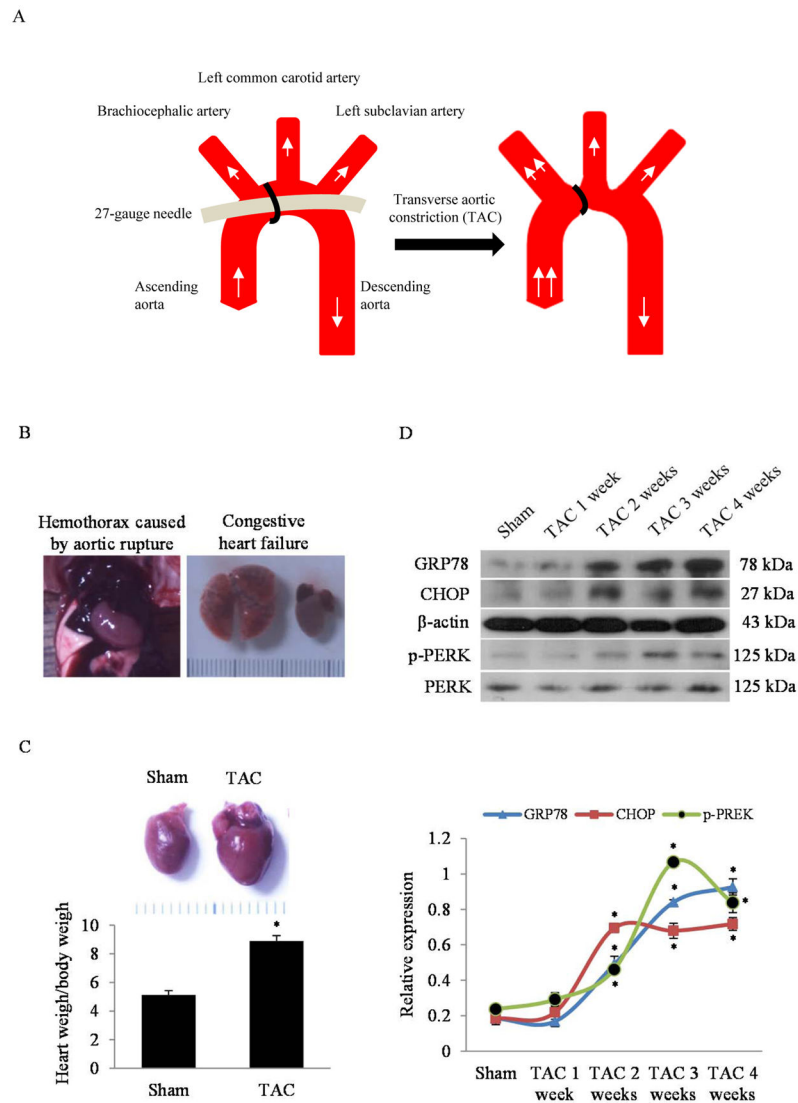 A
Left common carotid artery
Brachiocephalic artery
Left subclavian artery
27-gauge needle
Transverse aortic
constriction (TAC)
Ascending
aorta
Descending
aorta
B
Hemothorax caused
by aortic rupture
Congestive
heart failure
C
Sham
TAC
Heart weigh/body weigh
10
8
6
4
2
0
*
Sham
TAC
D
Sham
TAC 1 week
TAC 2 weeks
TAC 3 weeks
TAC 4 weeks
GRP78
78 kDa
CHOP
27 kDa
β-actin
43 kDa
p-PERK
125 kDa
PERK
125 kDa
GRP78
CHOP
p-PREK
Relative expression
1.2
1
0.8
0.6
0.4
0.2
0
*
*
*
*
*
*
*
*
*
Sham
TAC 1
week
TAC 2
weeks
TAC 3
weeks
TAC 4
weeks